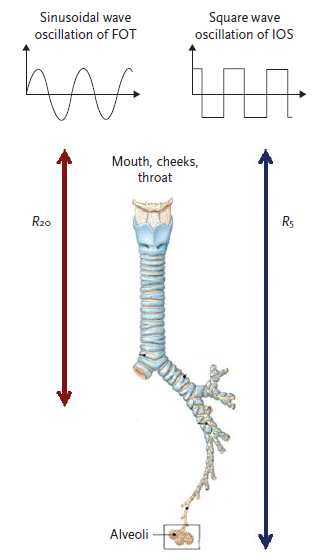 Sinusoidal wave
oscillation of FOT
Square wave
oscillation of IOS
Mouth, cheeks,
throat
R20
R5
Alveoli